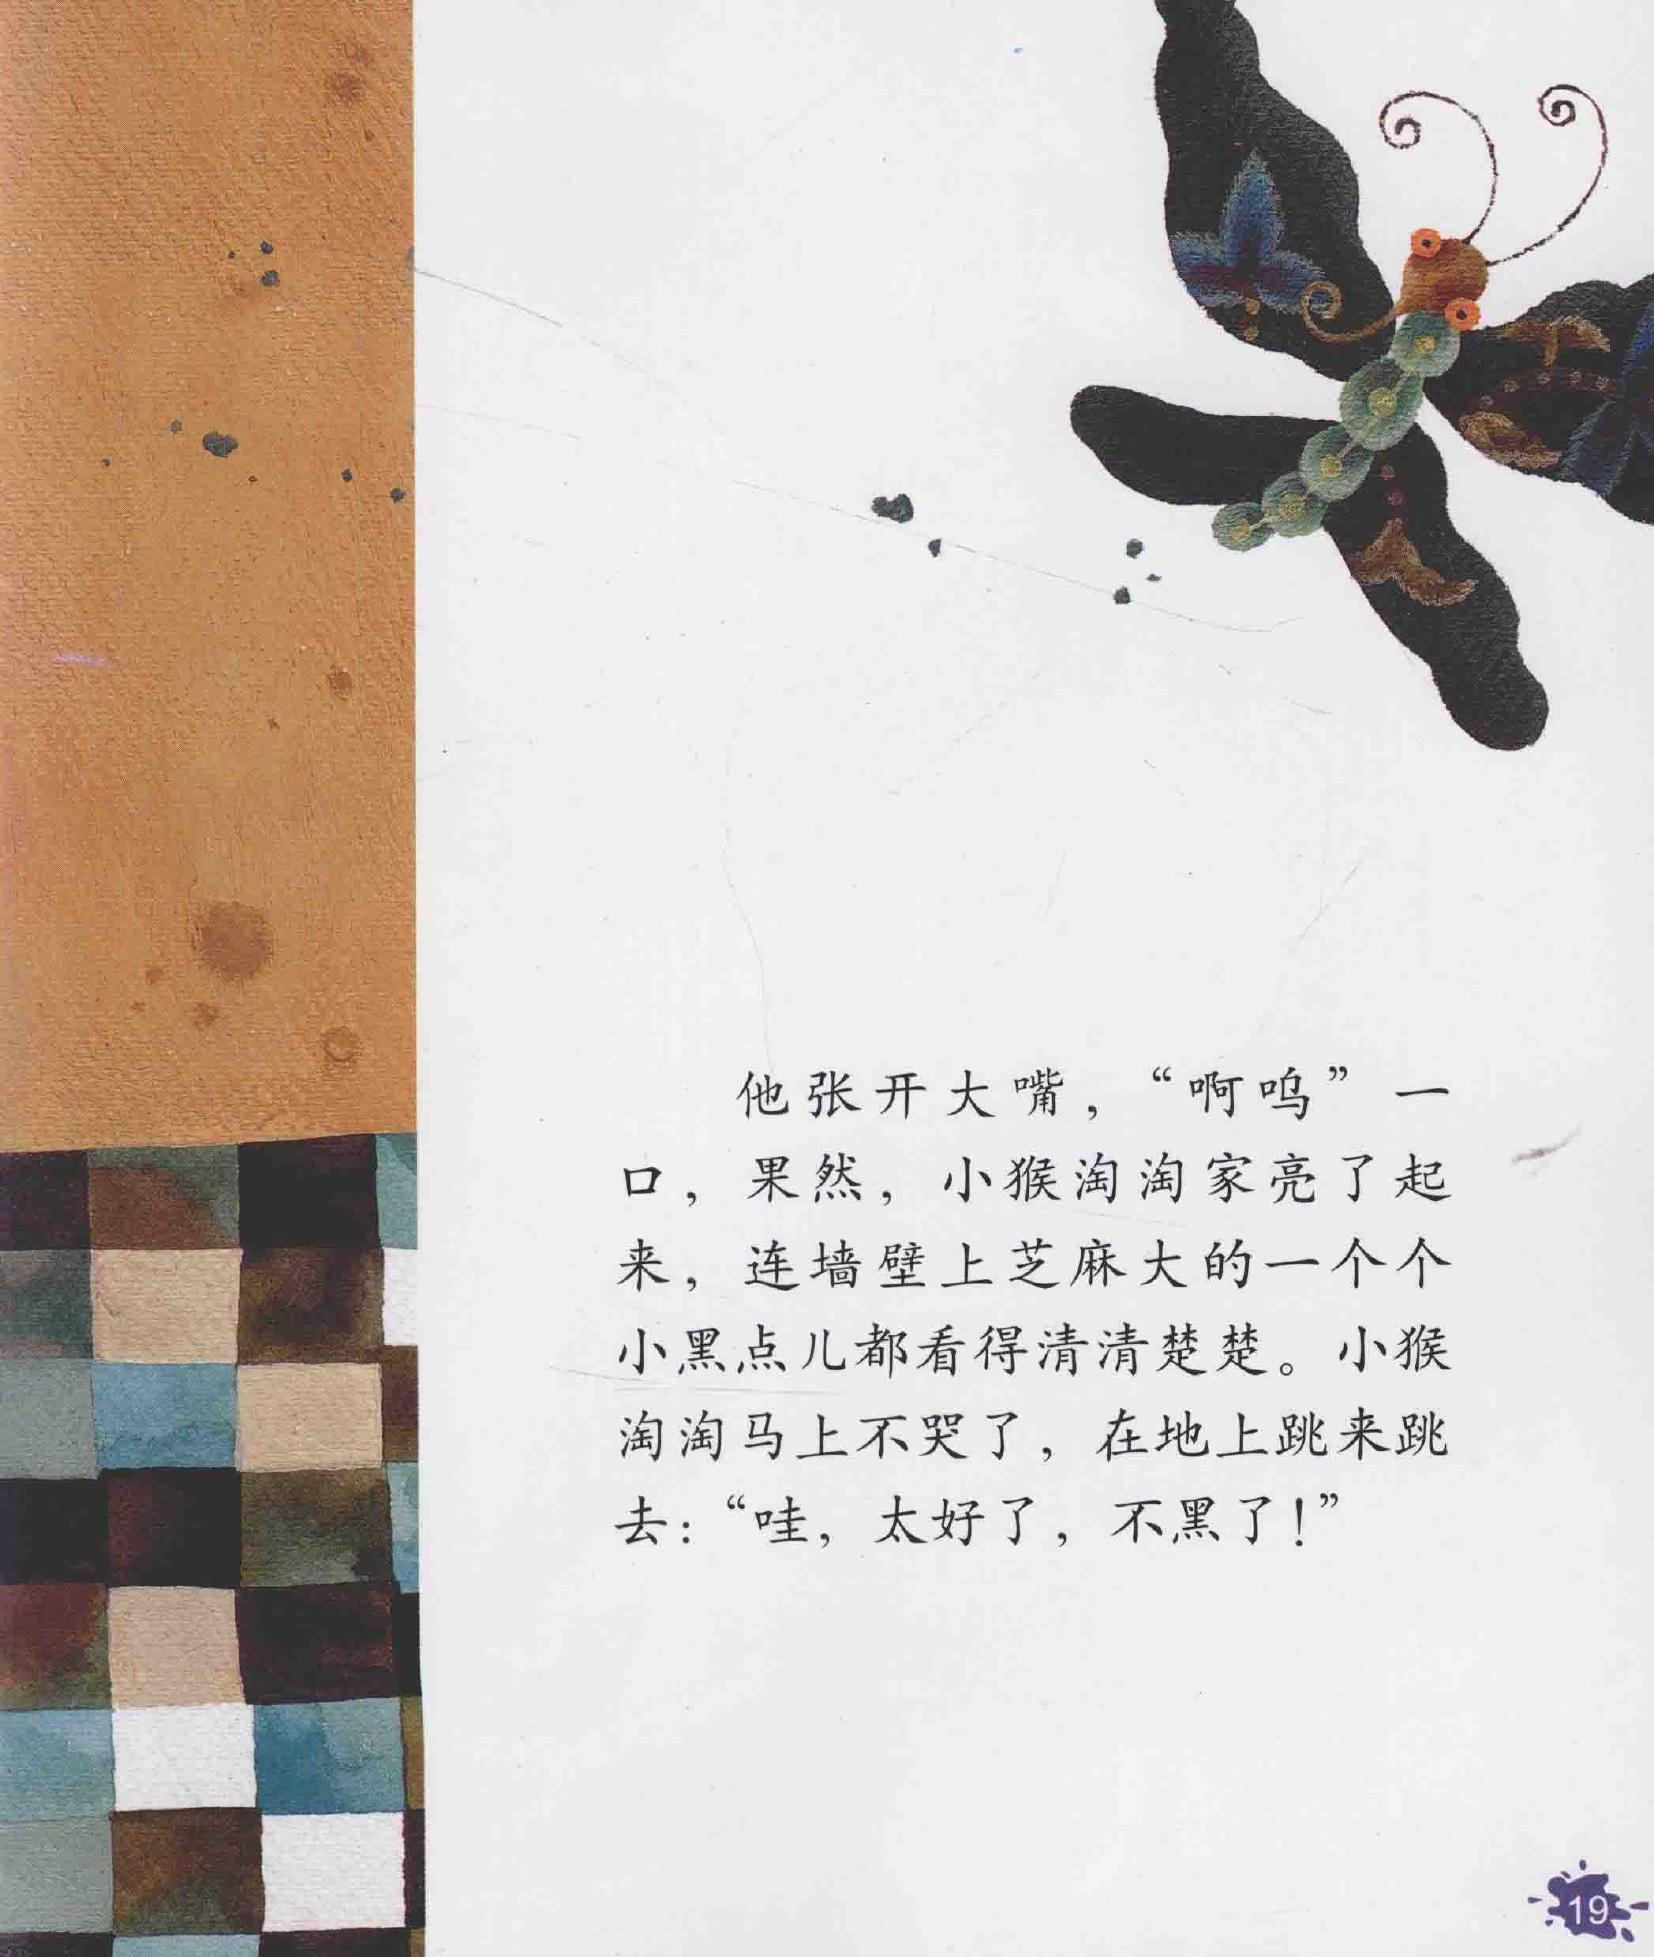 他张开大嘴，“啊呜”一
口，果然，小猴淘淘家亮了起
来，连墙壁上芝麻大的一个个
小黑点儿都看得清清楚楚。小猴
淘淘马上不哭了，在地上跳来跳
去：“哇，太好了，不黑了！”
19